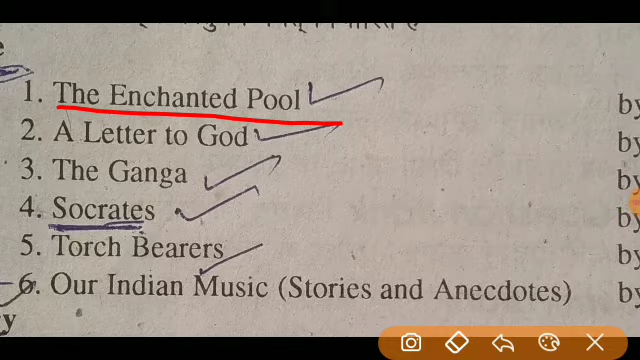 1. The Enchanted Pool by
2. A Letter to God by
3. The Ganga by
4. Socrates by
5. Torch Bearers by
6. Our Indian Music (Stories and Anecdotes) by